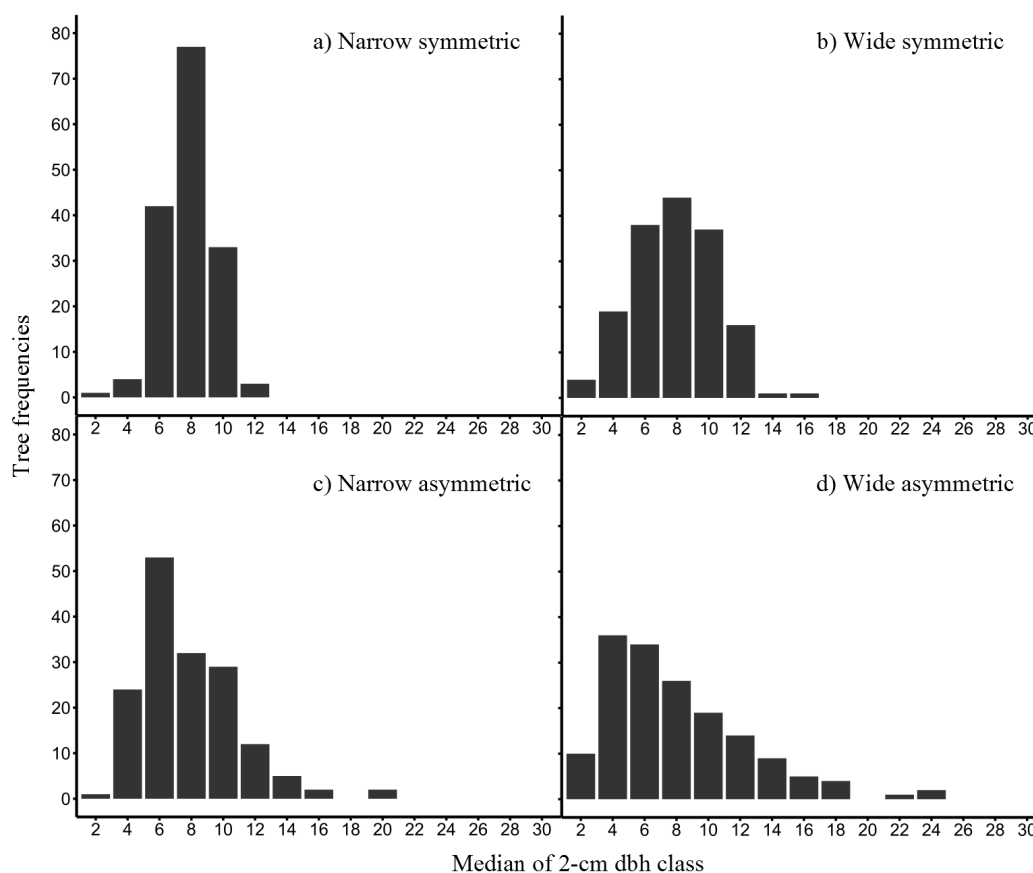 a) Narrow symmetric
b) Wide symmetric
80
70
60
50
40
30
20
10
0
2 4 6 8 10 12 14 16 18 20 22 24 26 28 30
2 4 6 8 10 12 14 16 18 20 22 24 26 28 30
Tree frequencies
c) Narrow asymmetric
d) Wide asymmetric
80
70
60
50
40
30
20
10
0
2 4 6 8 10 12 14 16 18 20 22 24 26 28 30
2 4 6 8 10 12 14 16 18 20 22 24 26 28 30
Median of 2-cm dbh class